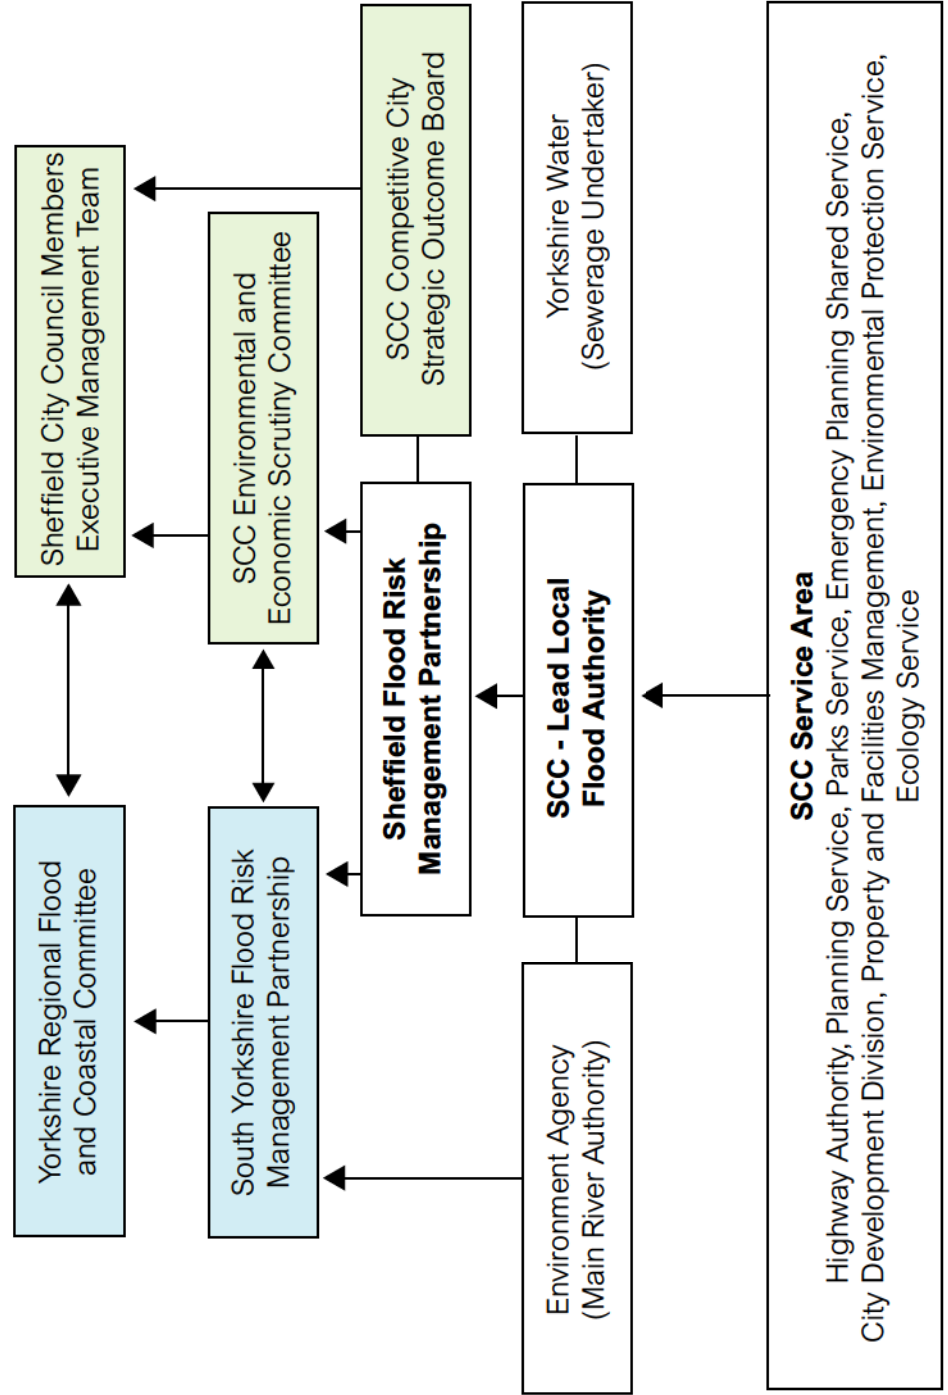 Yorkshire Regional Flood
and Coastal Committee
Sheffield City Council Members
Executive Management Team
South Yorkshire Flood Risk
Management Partnership
SCC Environmental and
Economic Scrutiny Committee
Sheffield Flood Risk
Management Partnership
SCC Competitive City
Strategic Outcome Board
Environment Agency
(Main River Authority)
SCC - Lead Local
Flood Authority
Yorkshire Water
(Sewerage Undertaker)
SCC Service Area
Highway Authority, Planning Service, Parks Service, Emergency Planning Shared Service,
City Development Division, Property and Facilities Management, Environmental Protection Service,
Ecology Service